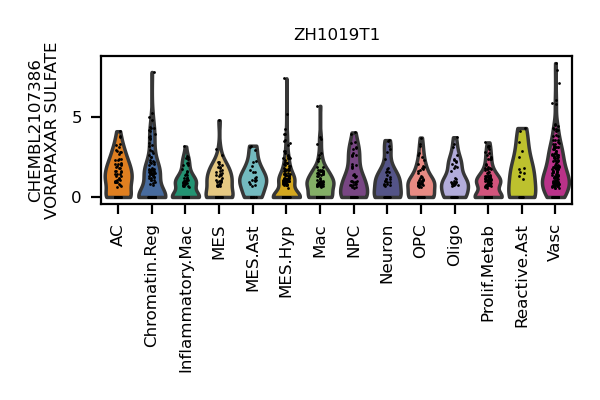 ZH1019T1
CHEMBL2107386
VORAPAXAR SULFATE
5
0
AC
Chromatin.Reg
Inflammatory.Mac
MES
MES.Ast
MES.Hyp
Mac
NPC
Neuron
OPC
Oligo
Prolif.Metab
Reactive.Ast
Vasc